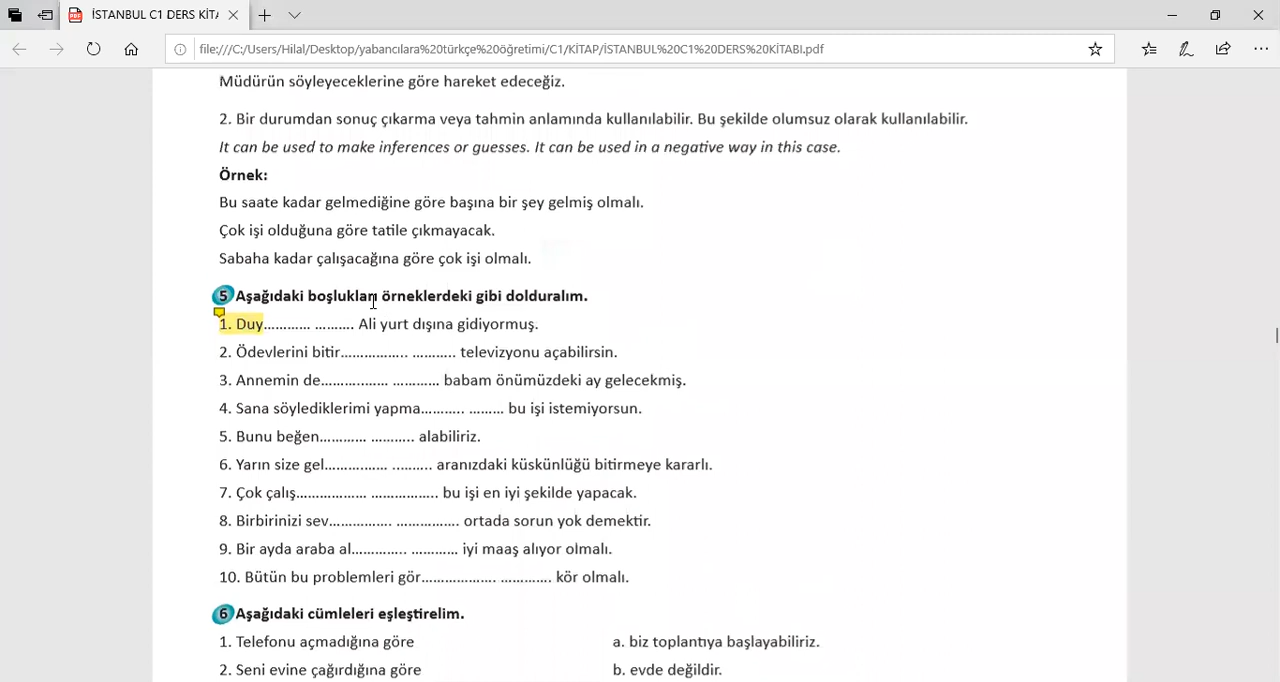 İSTANBUL C1 DERS KİTA
file:///C:/Users/Hilal/Desktop/yabancılara%20türkçe%20öğretimi/C1/KİTAP/İSTANBUL%20C1%20DERS%20KİTABI.pdf
Müdürün söyleyeceklerine göre hareket edeceğiz.
2. Bir durumdan sonuç çıkarma veya tahmin anlamında kullanılabilir. Bu şekilde olumsuz olarak kullanılabilir.
It can be used to make inferences or guesses. It can be used in a negative way in this case.
Örnek:
Bu saate kadar gelmediğine göre başına bir şey gelmiş olmalı.
Çok işi olduğuna göre tatile çıkmayacak.
Sabaha kadar çalışacağına göre çok işi olmalı.
5 Aşağıdaki boşlukları örneklerdeki gibi dolduralım.
1. Duy............ .......... Ali yurt dışına gidiyormuş.
2. Ödevlerini bitir................. ........... televizyonu açabilirsin.
3. Annemin de................. ............ babam önümüzdeki ay gelecekmiş.
4. Sana söylediklerimi yapma........... ......... bu işi istemiyorsun.
5. Bunu beğen............ ........... alabiliriz.
6. Yarın size gel................ .......... aranızdaki küskünlüğü bitirmeye kararlı.
7. Çok çalış.................. ................. bu işi en iyi şekilde yapacak.
8. Birbirinizi sev................ ................ ortada sorun yok demektir.
9. Bir ayda araba al.............. ............ iyi maaş alıyor olmalı.
10. Bütün bu problemleri gör................... ............. kör olmalı.
6 Aşağıdaki cümleleri eşleştirelim.
1. Telefonu açmadığına göre a. biz toplantıya başlayabiliriz.
2. Seni evine çağırdığına göre b. evde değildir.